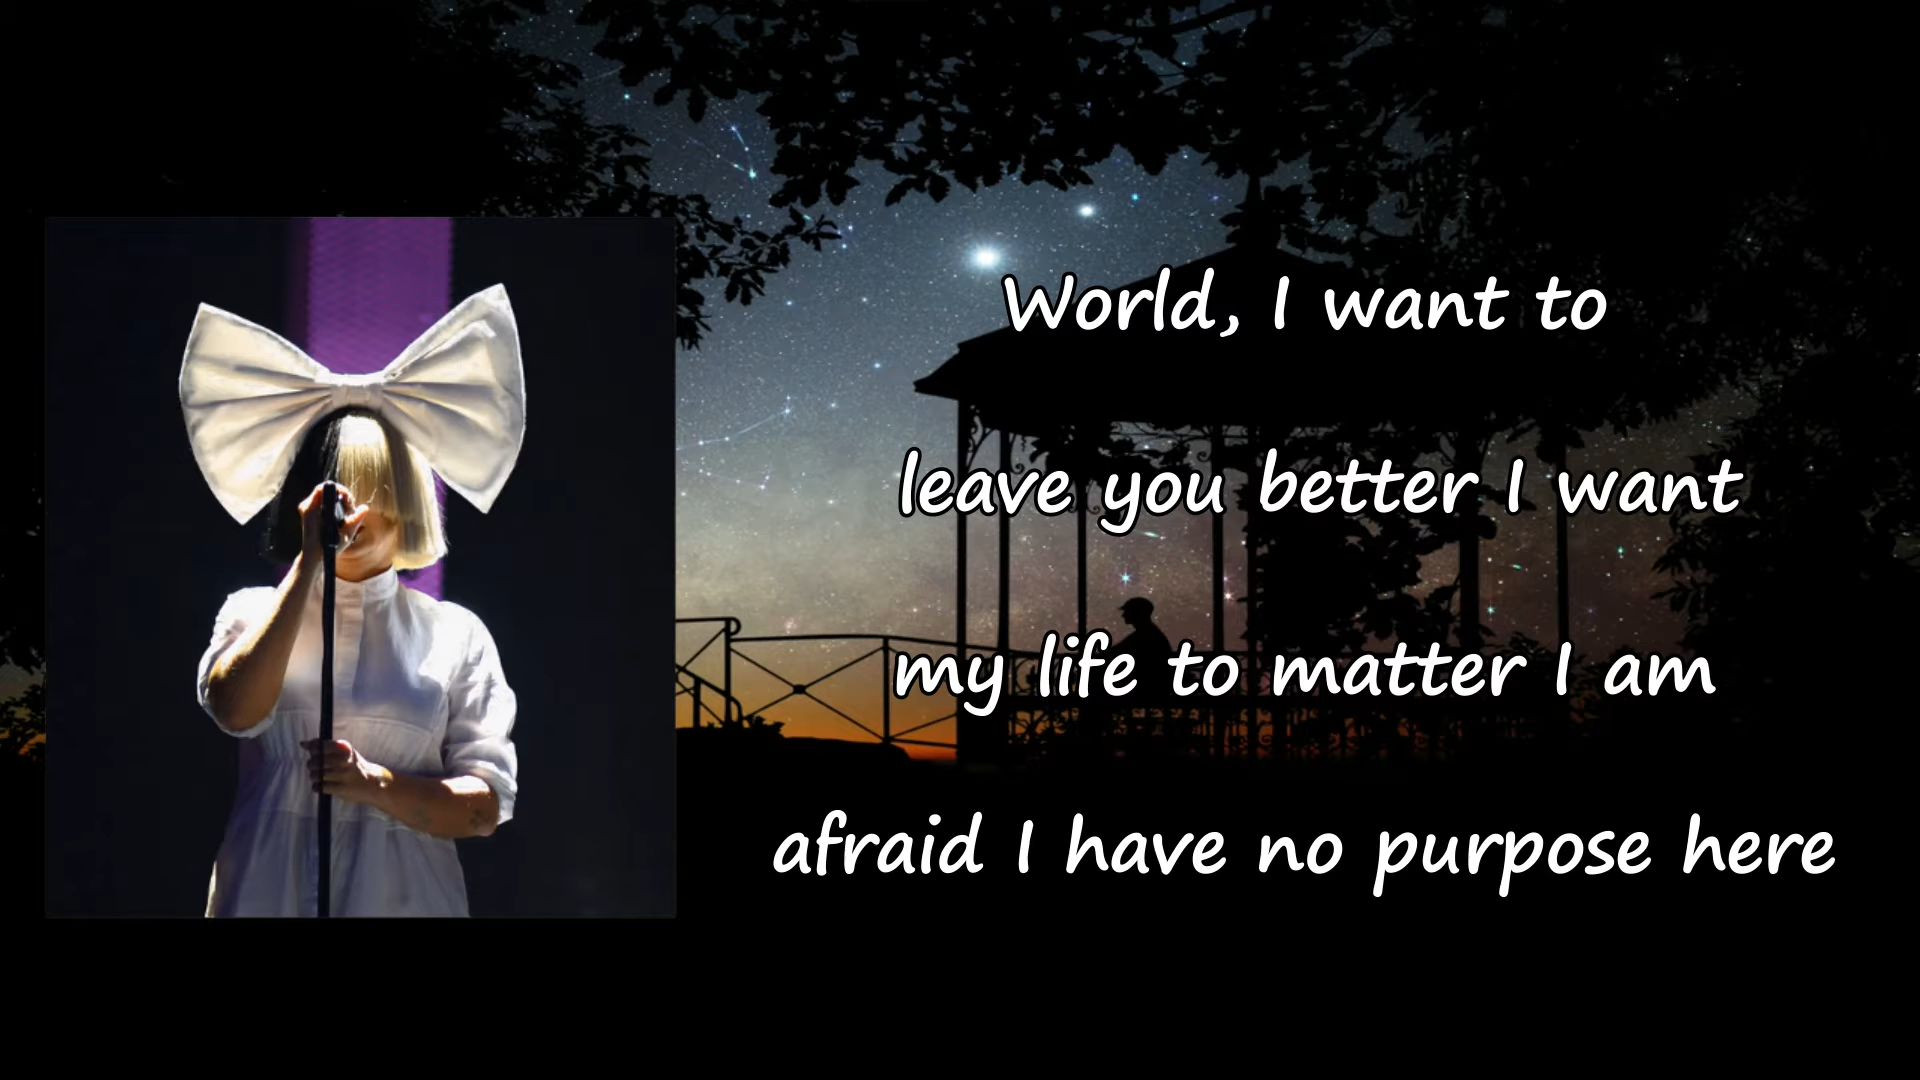 World, I want to
leave you better I want
my life to matter I am
afraid I have no purpose here